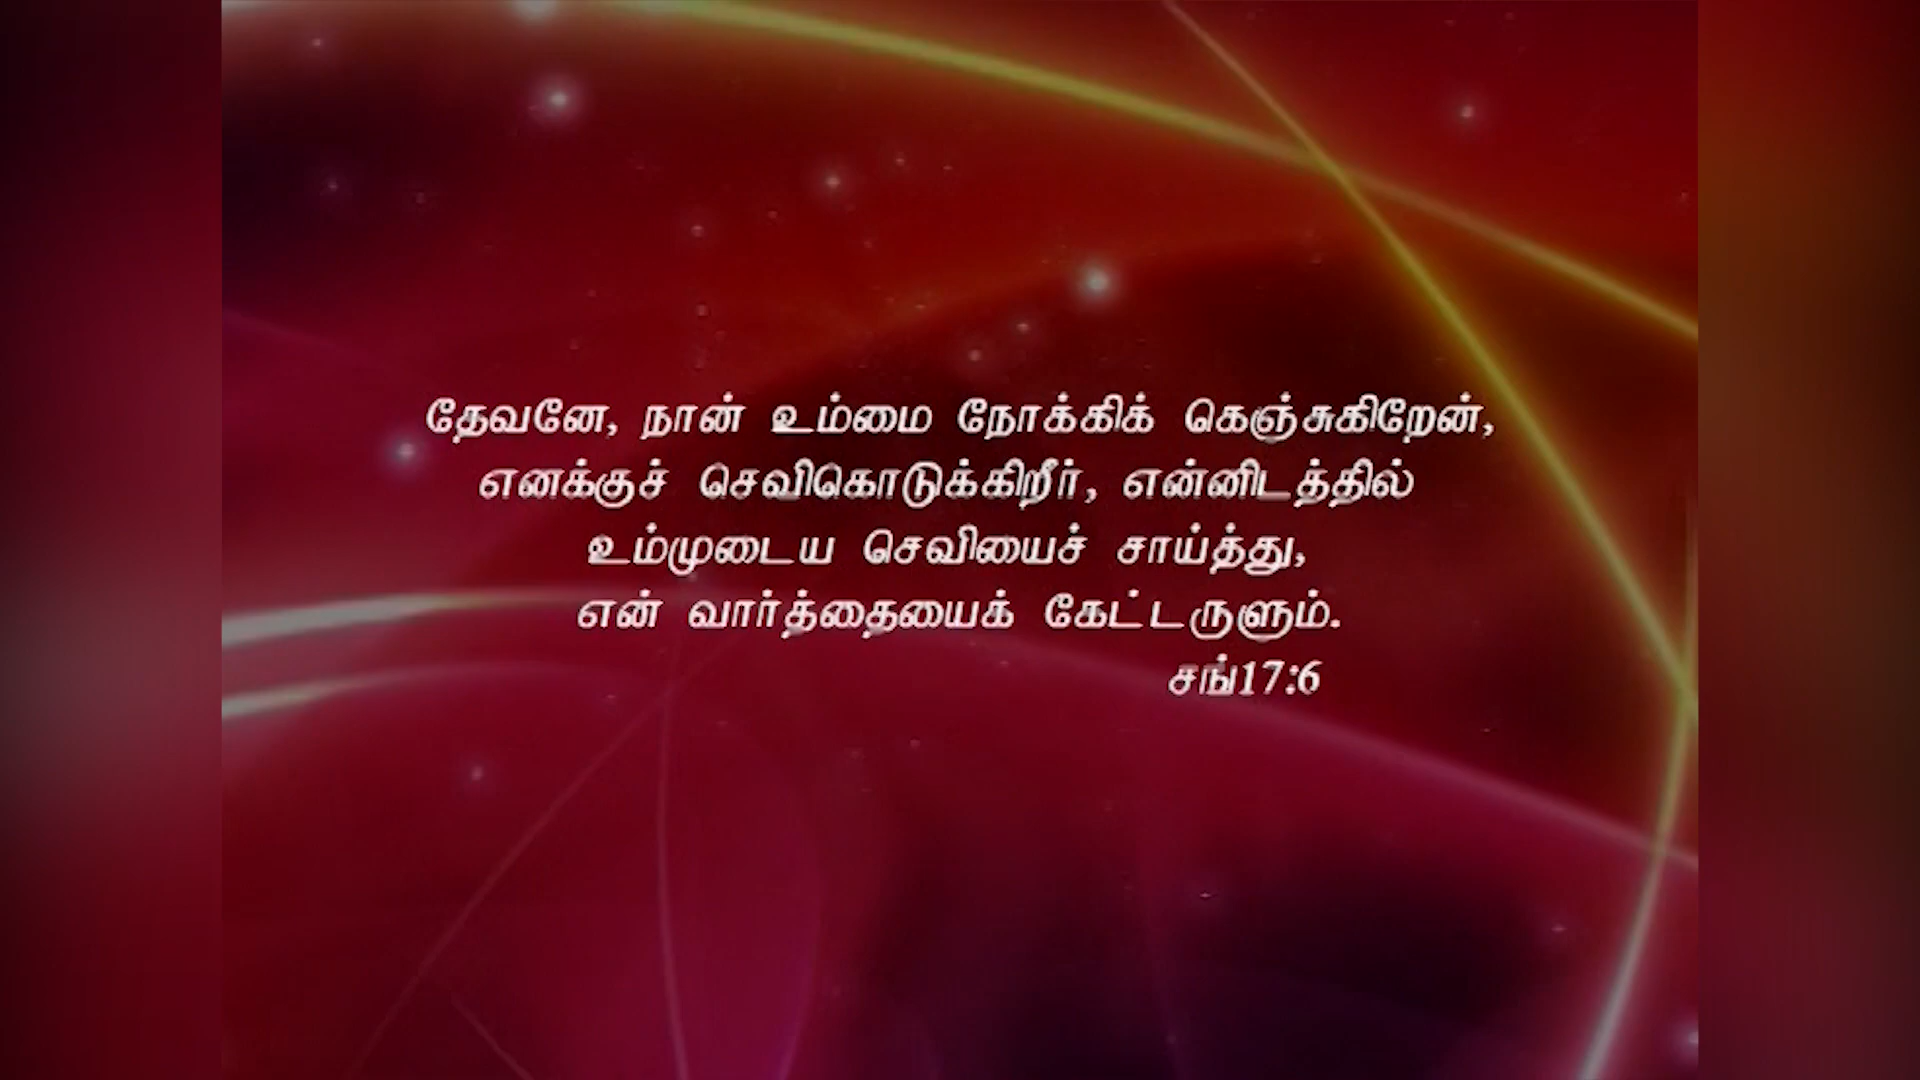 தேவனே, நான் உம்மை நோக்கிக் கெஞ்சுகிறேன்,
எனக்குச் செவிகொடுக்கிறீர், என்னிடத்தில்
உம்முடைய செவியைச் சாய்த்து,
என் வார்த்தையைக் கேட்டருளும்.
சங்17:6